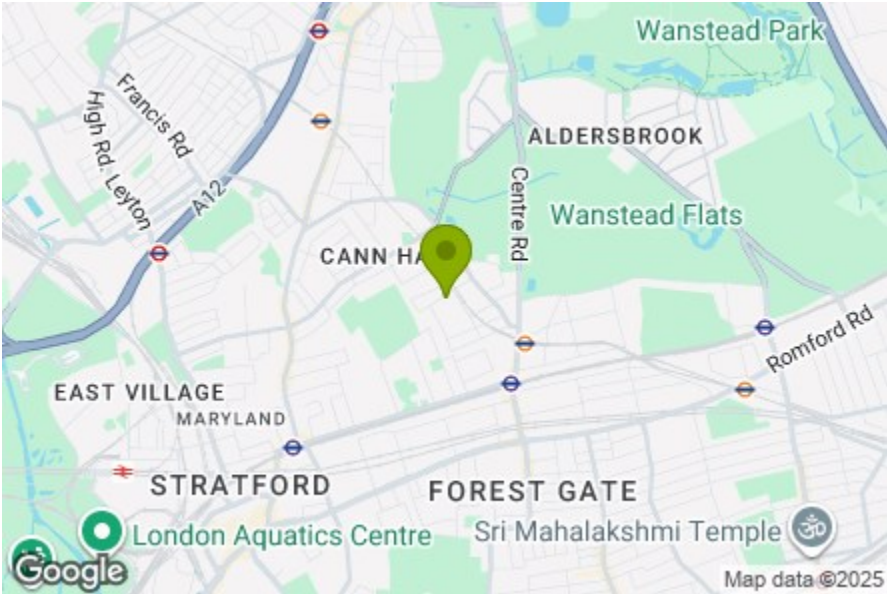 Wanstead Park
Francis Rd
High Rd. Leyton
ALDERSBROOK
A12
Centre Rd
Wanstead Flats
CANN HA
Romford Rd
EAST VILLAGE
MARYLAND
STRATFORD
FOREST GATE
London Aquatics Centre
Sri Mahalakshmi Temple
Google
Map data ©2025